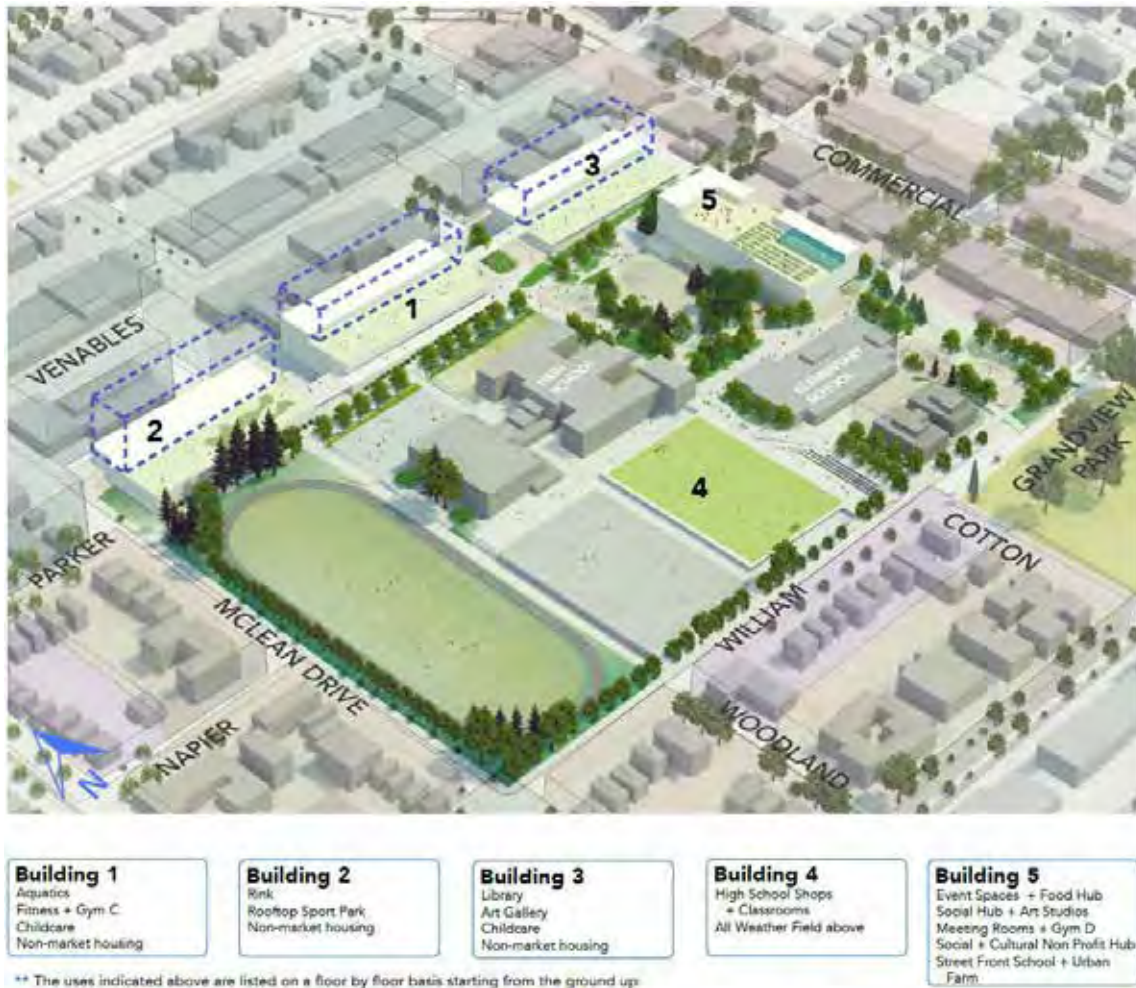 COMMERCIAL
3
5
1
VENABLES
2
HIGH
SCHOOL
ELEMENTARY
SCHOOL
GRANDVIEW
PARK
4
COTTON
PARKER
WILLIAM
MCLEAN DRIVE
WOODLAND
NAPIER
N
Building 1
Aquatics
Fitness + Gym C
Childcare
Non-market housing
Building 2
Rink
Rooftop Sport Park
Non-market housing
Building 3
Library
Art Gallery
Childcare
Non-market housing
Building 4
High School Shops
+ Classrooms
All Weather Field above
Building 5
Event Spaces + Food Hub
Social Hub + Art Studios
Meeting Rooms + Gym D
Social + Cultural Non Profit Hub
Street Front School + Urban
Farm
** The uses indicated above are listed on a floor by floor basis starting from the ground up